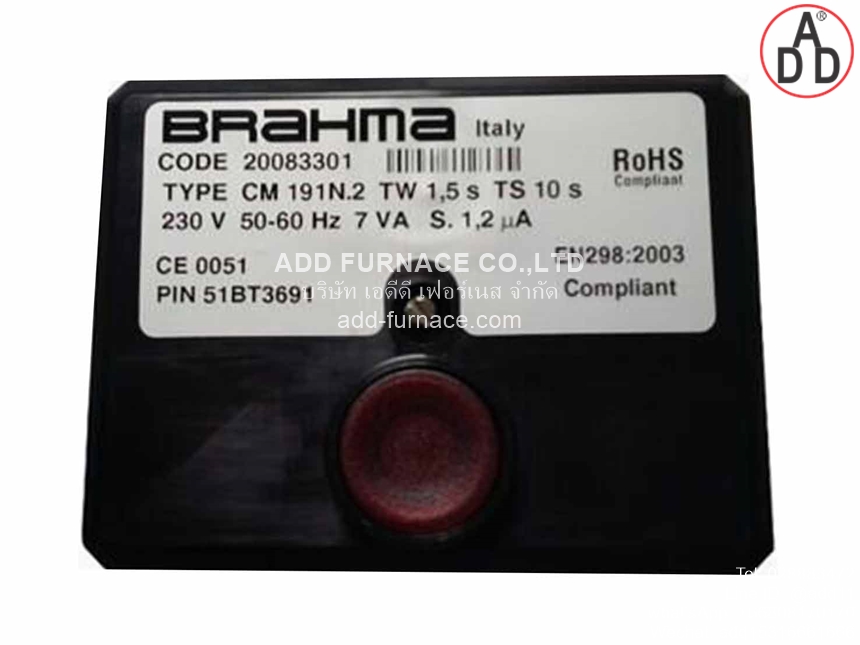 ADD®
BRAHMA Italy
CODE 20083301
RoHS
Compliant
TYPE CM 191N.2 TW 1,5 s TS 10 s
230 V 50-60 Hz 7 VA S. 1,2 µA
CE 0051
EN298:2003
ADD FURNACE CO.,LTD
PIN 51BT3691
Compliant
บริษัท เอดีดี เฟอร์เนส จำกัด
add-furnace.com